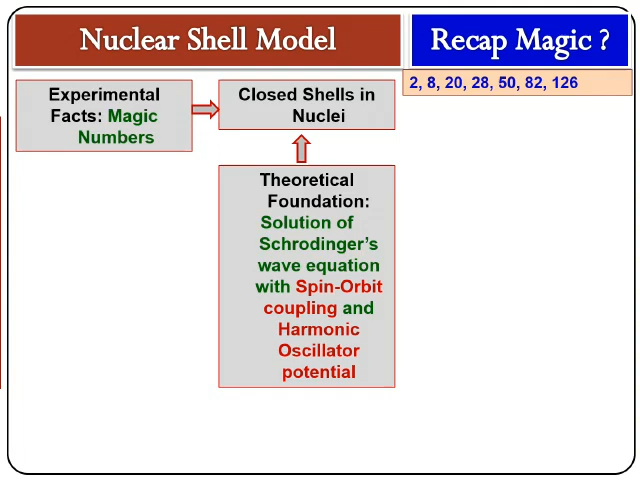 Nuclear Shell Model
Recap Magic ?
2, 8, 20, 28, 50, 82, 126
Experimental
Facts: Magic
Numbers
Closed Shells in
Nuclei
Theoretical
Foundation:
Solution of
Schrodinger's
wave equation
with Spin-Orbit
coupling and
Harmonic
Oscillator
potential